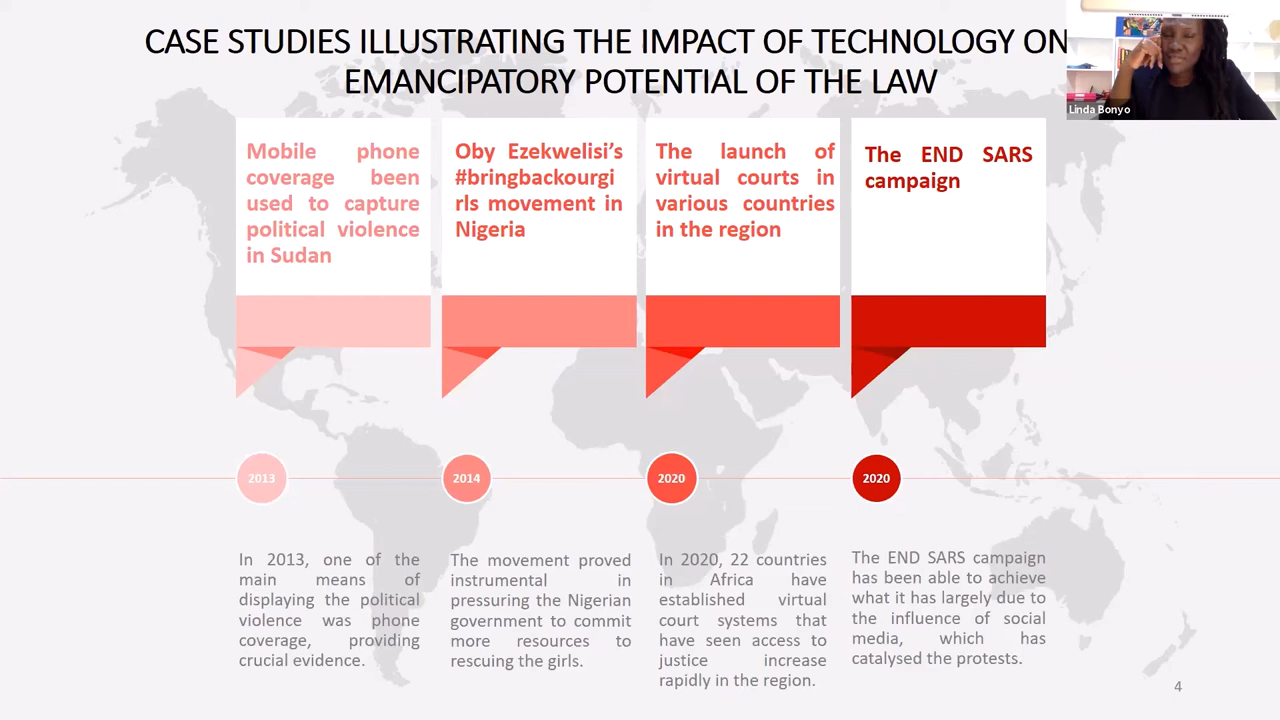 CASE STUDIES ILLUSTRATING THE IMPACT OF TECHNOLOGY ON
EMANCIPATORY POTENTIAL OF THE LAW
Linda Bonyo
Mobile phone
coverage been
used to capture
political violence
in Sudan
Oby Ezekwelisi's
#bringbackourgi
rls movement in
Nigeria
The launch of
virtual courts in
various countries
in the region
The END SARS
campaign
2013
2014
2020
2020
In 2013, one of the
main means of
displaying the political
violence was phone
coverage, providing
crucial evidence.
The movement proved
instrumental in
pressuring the Nigerian
government to commit
more resources to
rescuing the girls.
In 2020, 22 countries
in Africa have
established virtual
court systems that
have seen access to
justice increase
rapidly in the region.
The END SARS campaign
has been able to achieve
what it has largely due to
the influence of social
media, which has
catalysed the protests.
4